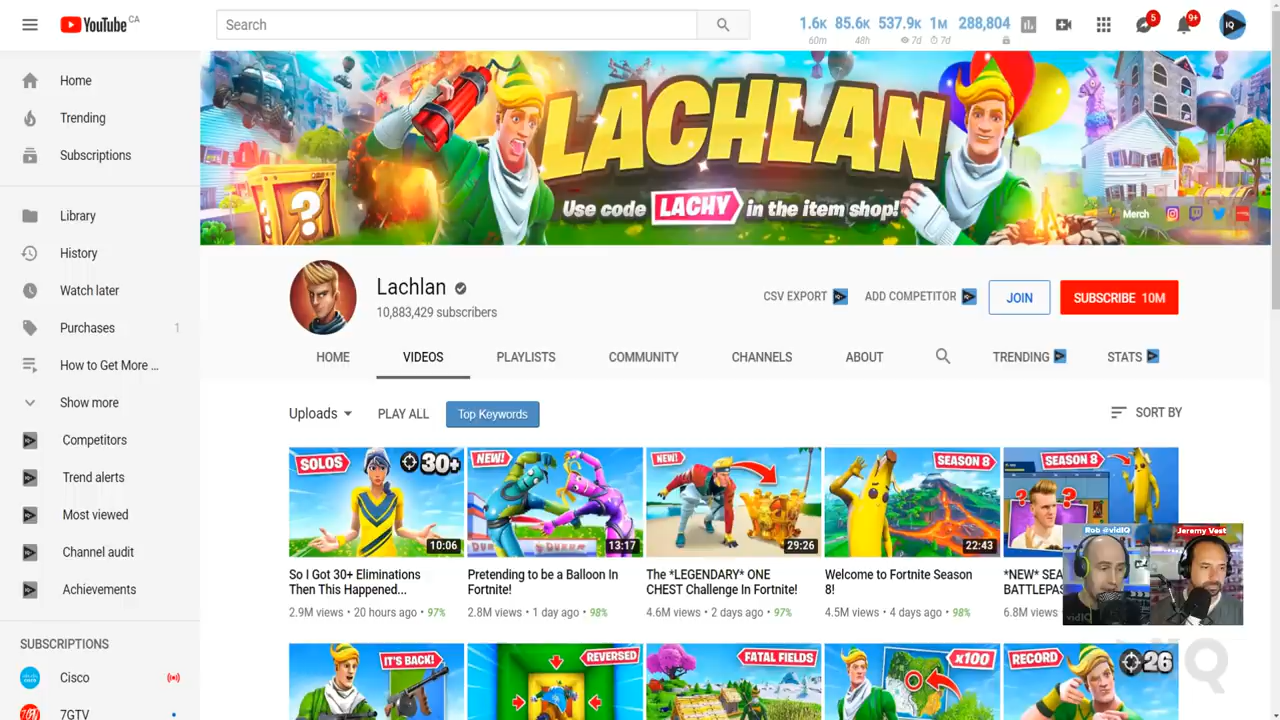 YouTube CA
Search
1.6K 85.6K 537.9K 1M 288,804
60m 48h 7d 7d
5
9+
IQ
Home
Trending
Subscriptions
Library
History
Watch later
Purchases 1
How to Get More ...
Show more
Competitors
Trend alerts
Most viewed
Channel audit
Achievements
SUBSCRIPTIONS
Cisco
7GTV
LACHLAN
Use code LACHY in the item shop!
Merch
Lachlan
10,883,429 subscribers
CSV EXPORT
ADD COMPETITOR
JOIN
SUBSCRIBE 10M
HOME
VIDEOS
PLAYLISTS
COMMUNITY
CHANNELS
ABOUT
TRENDING
STATS
Uploads
PLAY ALL
Top Keywords
SORT BY
SOLOS 30+
10:06
So I Got 30+ Eliminations
Then This Happened...
2.9M views • 20 hours ago • 97%
NEW!
13:17
Pretending to be a Balloon In
Fortnite!
2.8M views • 1 day ago • 98%
NEW!
29:26
The *LEGENDARY* ONE
CHEST Challenge In Fortnite!
4.6M views • 2 days ago • 97%
SEASON 8
22:43
Welcome to Fortnite Season
8!
4.5M views • 4 days ago • 98%
SEASON 8
*NEW* SEA
BATTLEPAS
6.8M views
Rob @vidIQ
Jeremy Vest
vidIQ
IT'S BACK!
REVERSED
FATAL FIELDS
x100
RECORD 26